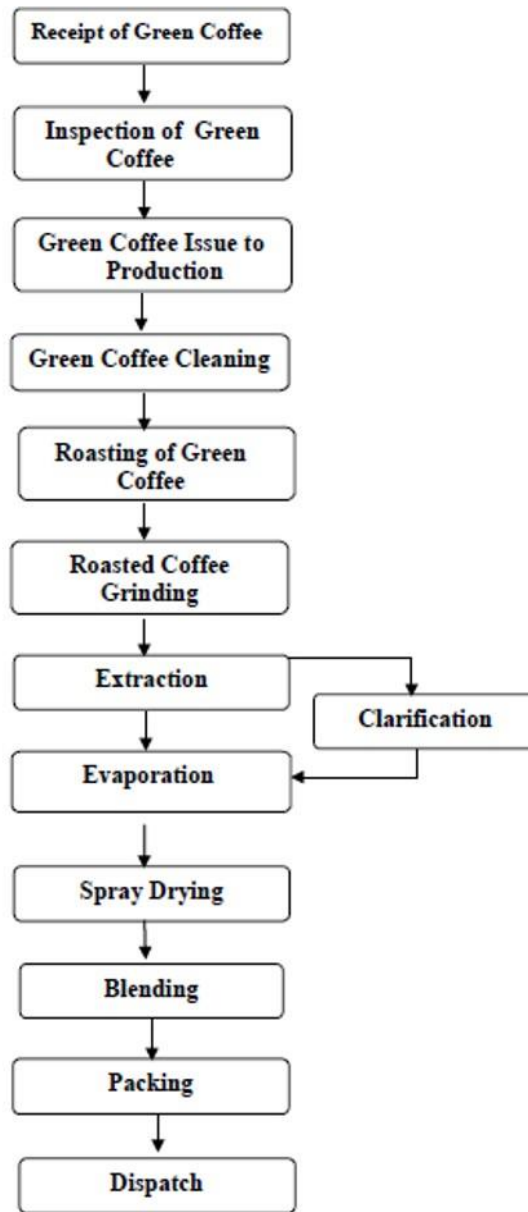 Receipt of Green Coffee
Inspection of Green
Coffee
Green Coffee Issue to
Production
Green Coffee Cleaning
Roasting of Green
Coffee
Roasted Coffee
Grinding
Extraction
Clarification
Evaporation
Spray Drying
Blending
Packing
Dispatch